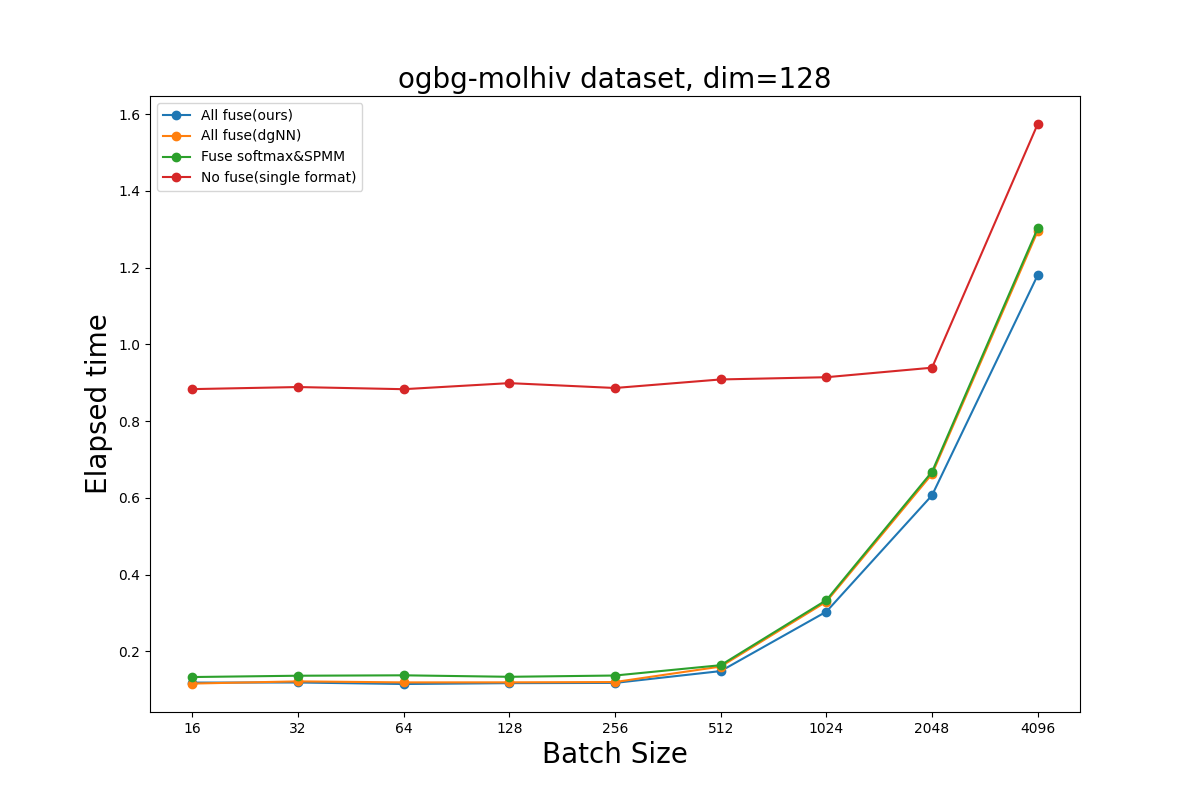 ogbg-molhiv dataset, dim=128
All fuse(ours)
All fuse(dgNN)
Fuse softmax&SPMM
No fuse(single format)
Elapsed time
1.6
1.4
1.2
1.0
0.8
0.6
0.4
0.2
16 32 64 128 256 512 1024 2048 4096
Batch Size